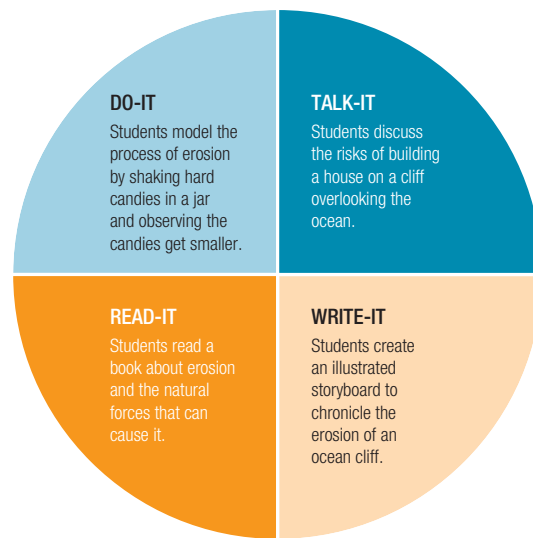 DO-IT
Students model the
process of erosion
by shaking hard
candies in a jar
and observing the
candies get smaller.
TALK-IT
Students discuss
the risks of building
a house on a cliff
overlooking the
ocean.
READ-IT
Students read a
book about erosion
and the natural
forces that can
cause it.
WRITE-IT
Students create
an illustrated
storyboard to
chronicle the
erosion of an
ocean cliff.